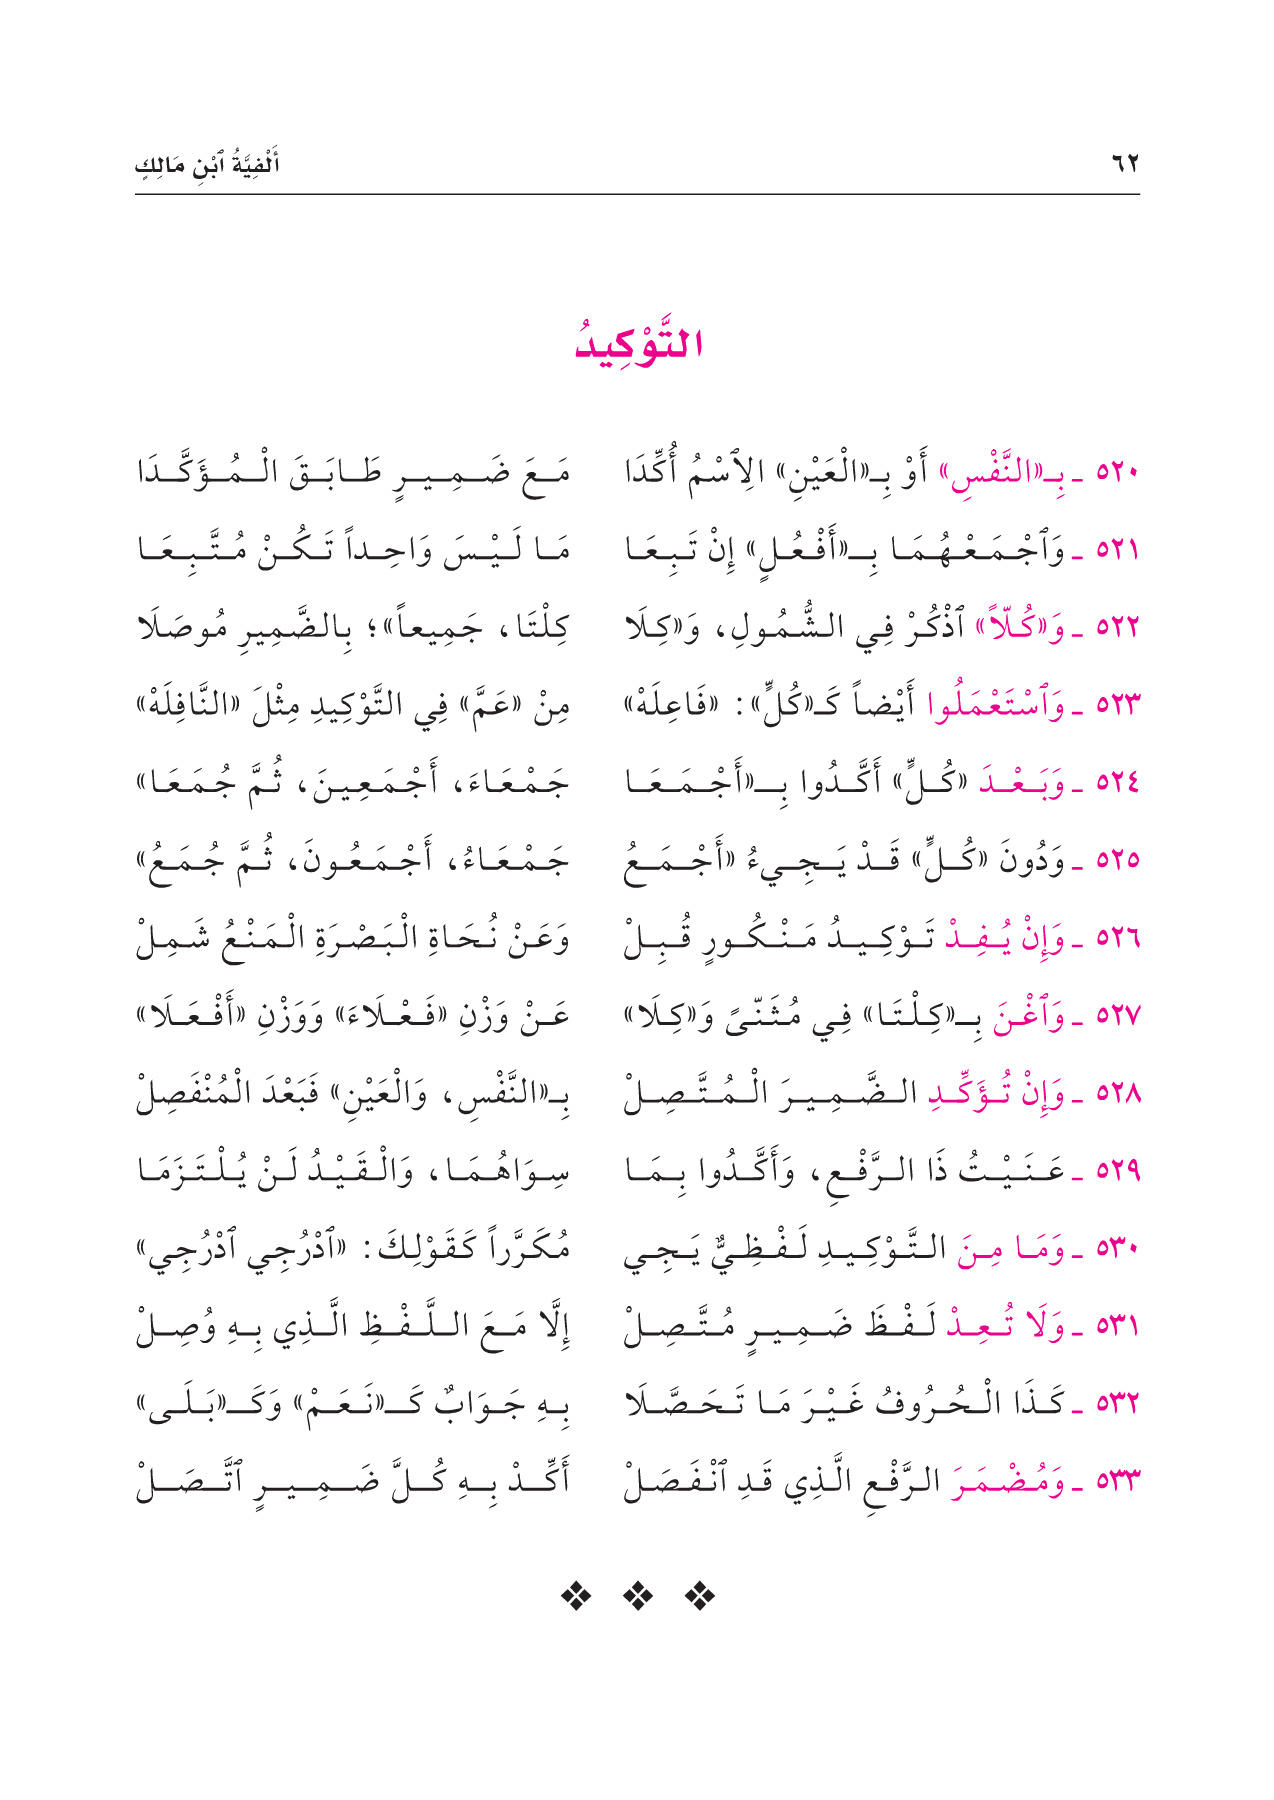 ٦٢ أَلْفِيَّةُ ٱبْنِ مَالِكٍ
التَّوْكِيدُ
٥٢٠ ـ بِـ«النَّفْسِ» أَوْ بِـ«الْعَيْنِ» الِٱسْمُ أُكِّدَا مَعَ ضَمِيرٍ طَابَقَ الْمُؤَكَّدَا
٥٢١ ـ وَٱجْمَعْهُمَا بِـ«أَفْعُلٍ» إِنْ تَبِعَا مَا لَيْسَ وَاحِداً تَكُنْ مُتَّبِعَا
٥٢٢ ـ وَ«كُلّاً» ٱذْكُرْ فِي الشُّمُولِ، وَ«كِلَا كِلْتَا، جَمِيعاً»؛ بِالضَّمِيرِ مُوصَلَا
٥٢٣ ـ وَٱسْتَعْمَلُوا أَيْضاً كَـ«كُلٍّ»: «فَاعِلَهْ» مِنْ «عَمَّ» فِي التَّوْكِيدِ مِثْلَ «النَّافِلَهْ»
٥٢٤ ـ وَبَعْدَ «كُلٍّ» أَكَّدُوا بِـ«أَجْمَعَا جَمْعَاءَ، أَجْمَعِينَ، ثُمَّ جُمَعَا»
٥٢٥ ـ وَدُونَ «كُلٍّ» قَدْ يَجِيءُ «أَجْمَعُ جَمْعَاءُ، أَجْمَعُونَ، ثُمَّ جُمَعُ»
٥٢٦ ـ وَإِنْ يُفِدْ تَوْكِيدُ مَنْكُورٍ قُبِلْ وَعَنْ نُحَاةِ الْبَصْرَةِ الْمَنْعُ شَمِلْ
٥٢٧ ـ وَٱغْنَ بِـ«كِلْتَا» فِي مُثَنّىً وَ«كِلَا» عَنْ وَزْنِ «فَعْلَاءَ» وَوَزْنِ «أَفْعَلَا»
٥٢٨ ـ وَإِنْ تُؤَكِّدِ الضَّمِيرَ الْمُتَّصِلْ بِـ«النَّفْسِ، وَالْعَيْنِ» فَبَعْدَ الْمُنْفَصِلْ
٥٢٩ ـ عَنَيْتُ ذَا الرَّفْعِ، وَأَكَّدُوا بِمَا سِوَاهُمَا، وَالْقَيْدُ لَنْ يُلْتَزَمَا
٥٣٠ ـ وَمَا مِنَ التَّوْكِيدِ لَفْظِيٌّ يَجِي مُكَرَّراً كَقَوْلِكَ: «ٱدْرُجِي ٱدْرُجِي»
٥٣١ ـ وَلَا تُعِدْ لَفْظَ ضَمِيرٍ مُتَّصِلْ إِلَّا مَعَ اللَّفْظِ الَّذِي بِهِ وُصِلْ
٥٣٢ ـ كَذَا الْحُرُوفُ غَيْرَ مَا تَحَصَّلَا بِهِ جَوَابٌ كَـ«نَعَمْ» وَكَـ«بَلَى»
٥٣٣ ـ وَمُضْمَرَ الرَّفْعِ الَّذِي قَدِ ٱنْفَصَلْ أَكِّدْ بِهِ كُلَّ ضَمِيرٍ ٱتَّصَلْ